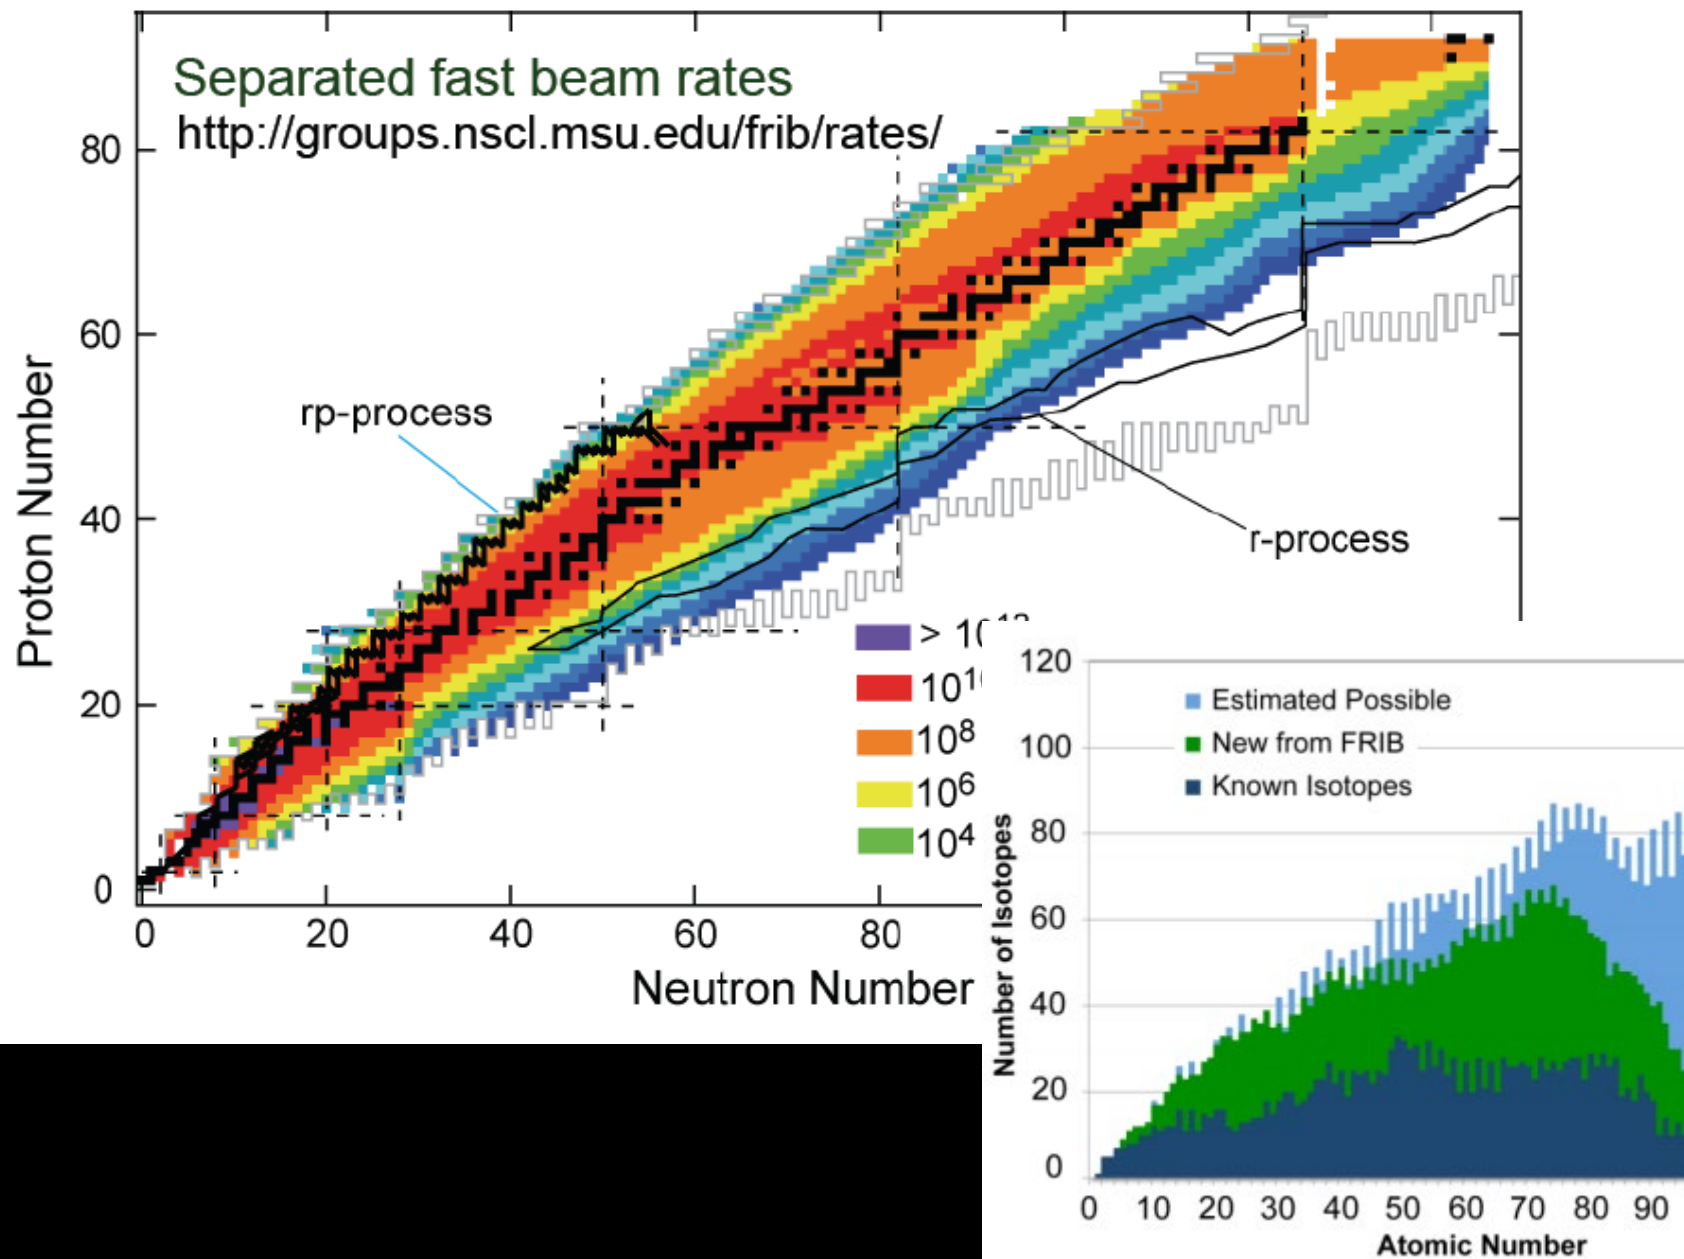 Separated fast beam rates
http://groups.nscl.msu.edu/frib/rates/
80
60
40
20
0
Proton Number
rp-process
r-process
10¹⁰
10⁸
10⁶
10⁴
0
20
40
60
80
Neutron Number
120
100
80
60
40
20
0
Number of Isotopes
Estimated Possible
New from FRIB
Known Isotopes
0 10 20 30 40 50 60 70 80 90
Atomic Number